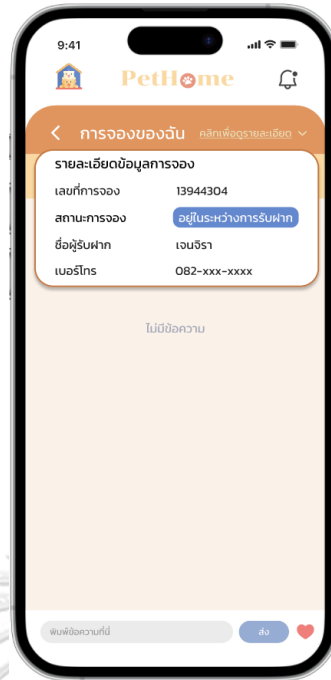 9:41
PetHome
การจองของฉัน คลิกเพื่อดูรายละเอียด
รายละเอียดข้อมูลการจอง
เลขที่การจอง 13944304
สถานะการจอง อยู่ในระหว่างการรับฝาก
ชื่อผู้รับฝาก เจนจิรา
เบอร์โทร 082-xxx-xxxx
ไม่มีข้อความ
พิมพ์ข้อความที่นี่ ส่ง